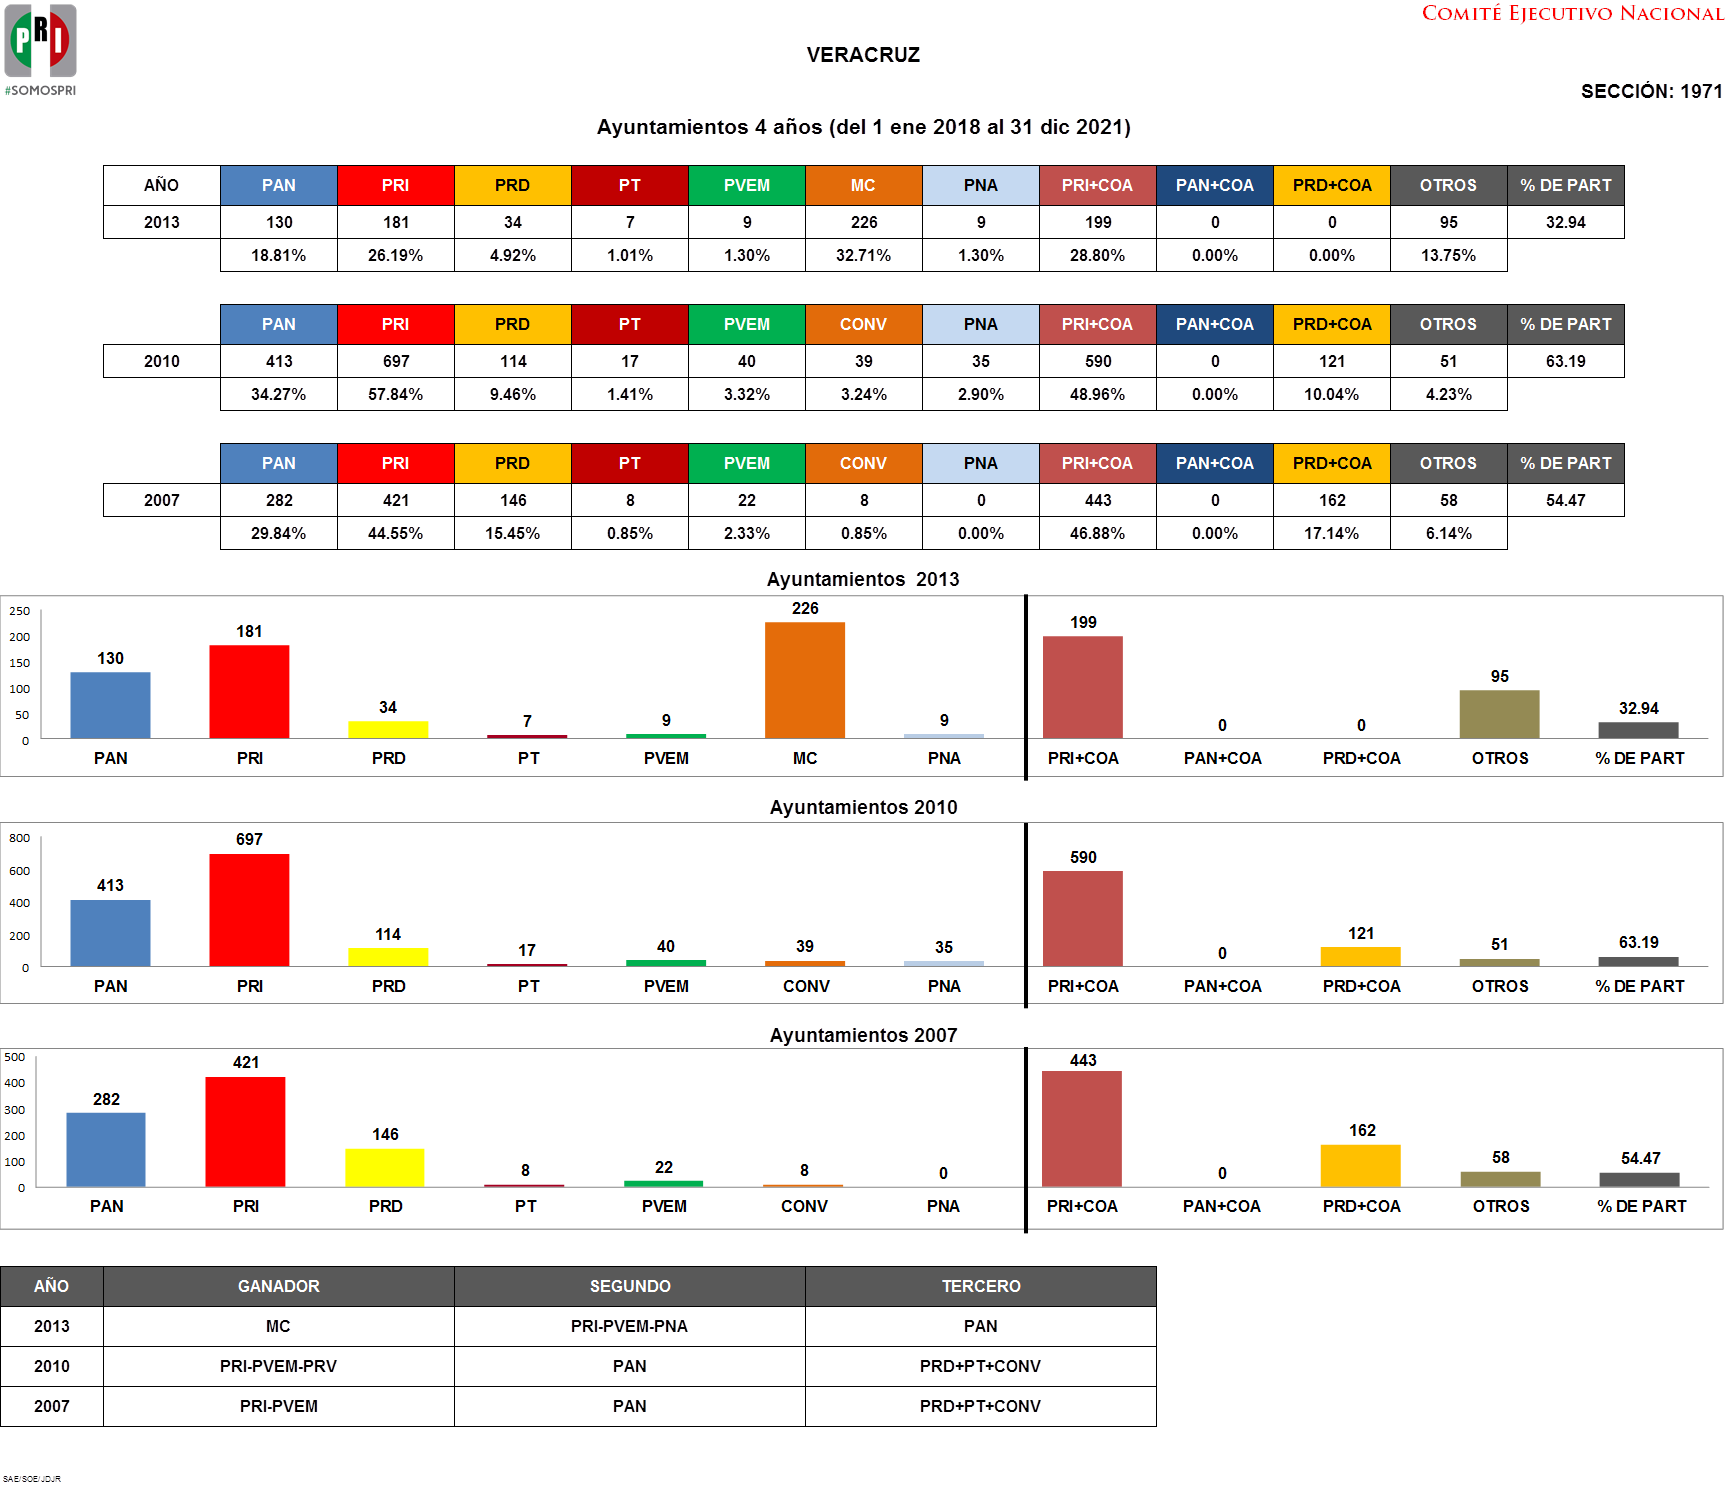 PRI
#SOMOSPRI
COMITÉ EJECUTIVO NACIONAL
VERACRUZ
SECCIÓN: 1971
Ayuntamientos 4 años (del 1 ene 2018 al 31 dic 2021)
AÑO PAN PRI PRD PT PVEM MC PNA PRI+COA PAN+COA PRD+COA OTROS % DE PART
2013 130 181 34 7 9 226 9 199 0 0 95 32.94
18.81% 26.19% 4.92% 1.01% 1.30% 32.71% 1.30% 28.80% 0.00% 0.00% 13.75%
PAN PRI PRD PT PVEM CONV PNA PRI+COA PAN+COA PRD+COA OTROS % DE PART
2010 413 697 114 17 40 39 35 590 0 121 51 63.19
34.27% 57.84% 9.46% 1.41% 3.32% 3.24% 2.90% 48.96% 0.00% 10.04% 4.23%
PAN PRI PRD PT PVEM CONV PNA PRI+COA PAN+COA PRD+COA OTROS % DE PART
2007 282 421 146 8 22 8 0 443 0 162 58 54.47
29.84% 44.55% 15.45% 0.85% 2.33% 0.85% 0.00% 46.88% 0.00% 17.14% 6.14%
Ayuntamientos 2013
250
200
150
100
50
0
130 181 34 7 9 226 9 199 0 0 95 32.94
PAN PRI PRD PT PVEM MC PNA PRI+COA PAN+COA PRD+COA OTROS % DE PART
Ayuntamientos 2010
800
600
400
200
0
413 697 114 17 40 39 35 590 0 121 51 63.19
PAN PRI PRD PT PVEM CONV PNA PRI+COA PAN+COA PRD+COA OTROS % DE PART
Ayuntamientos 2007
500
400
300
200
100
0
282 421 146 8 22 8 0 443 0 162 58 54.47
PAN PRI PRD PT PVEM CONV PNA PRI+COA PAN+COA PRD+COA OTROS % DE PART
AÑO GANADOR SEGUNDO TERCERO
2013 MC PRI-PVEM-PNA PAN
2010 PRI-PVEM-PRV PAN PRD+PT+CONV
2007 PRI-PVEM PAN PRD+PT+CONV
SAE/SOE/JDJR